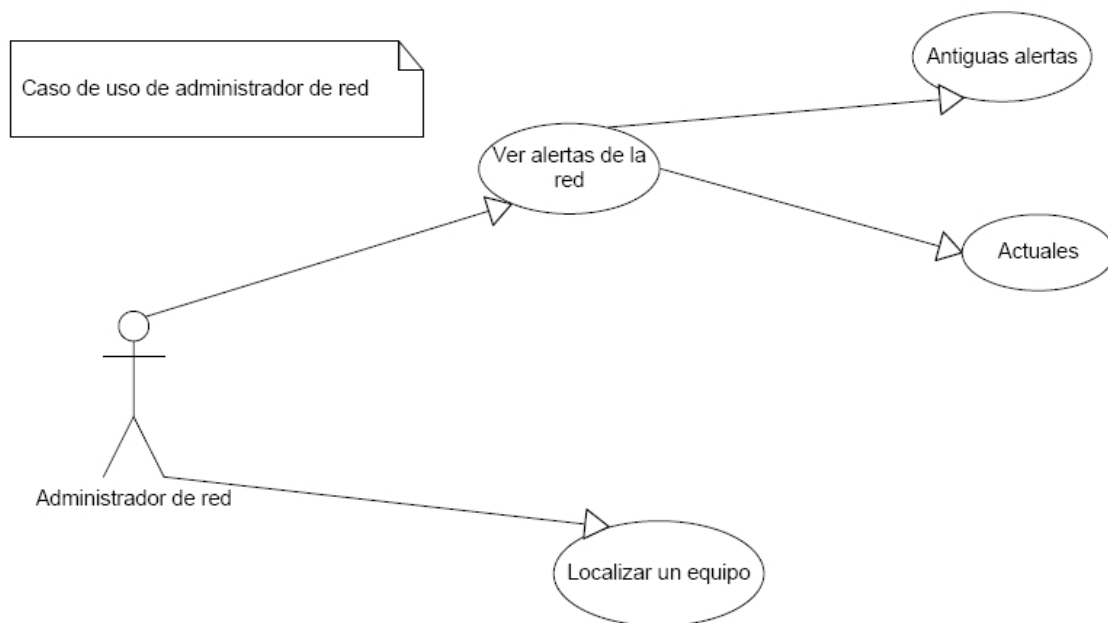 Caso de uso de administrador de red
Antiguas alertas
Ver alertas de la
red
Actuales
Administrador de red
Localizar un equipo